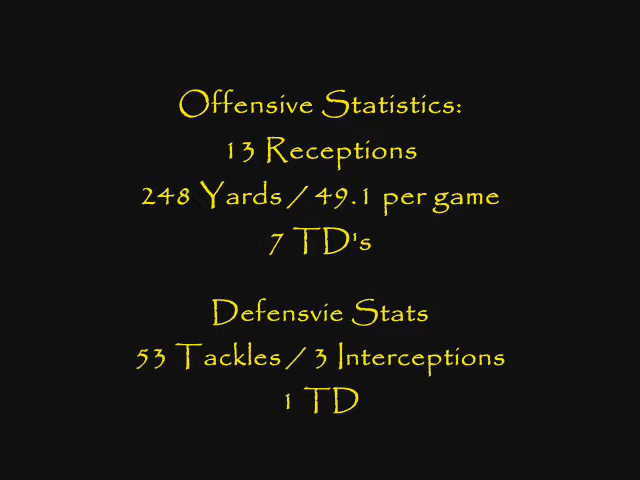 Offensive Statistics:
13 Receptions
248 Yards / 49.1 per game
7 TD's
Defensvie Stats
53 Tackles / 3 Interceptions
1 TD